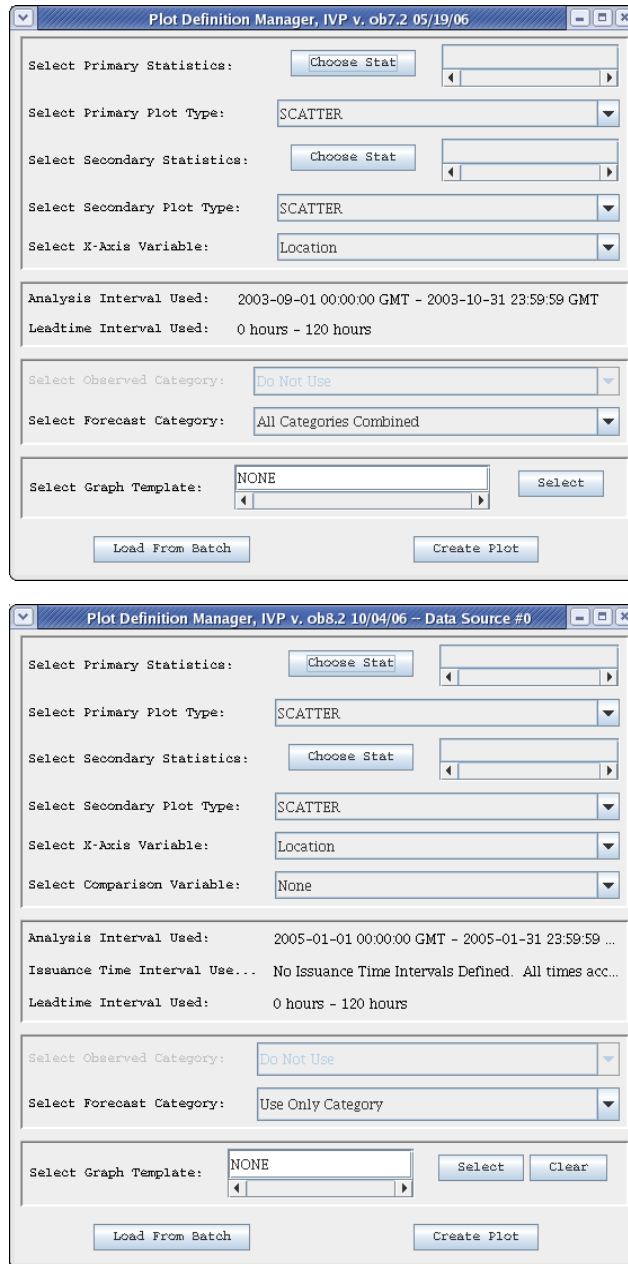 Plot Definition Manager, IVP v. ob7.2 05/19/06
Select Primary Statistics: Choose Stat
Select Primary Plot Type: SCATTER
Select Secondary Statistics: Choose Stat
Select Secondary Plot Type: SCATTER
Select X-Axis Variable: Location
Analysis Interval Used: 2003-09-01 00:00:00 GMT - 2003-10-31 23:59:59 GMT
Leadtime Interval Used: 0 hours - 120 hours
Select Observed Category: Do Not Use
Select Forecast Category: All Categories Combined
Select Graph Template: NONE Select
Load From Batch Create Plot
Plot Definition Manager, IVP v. ob8.2 10/04/06 -- Data Source #0
Select Primary Statistics: Choose Stat
Select Primary Plot Type: SCATTER
Select Secondary Statistics: Choose Stat
Select Secondary Plot Type: SCATTER
Select X-Axis Variable: Location
Select Comparison Variable: None
Analysis Interval Used: 2005-01-01 00:00:00 GMT - 2005-01-31 23:59:59 ...
Issuance Time Interval Use... No Issuance Time Intervals Defined. All times acc...
Leadtime Interval Used: 0 hours - 120 hours
Select Observed Category: Do Not Use
Select Forecast Category: Use Only Category
Select Graph Template: NONE Select Clear
Load From Batch Create Plot